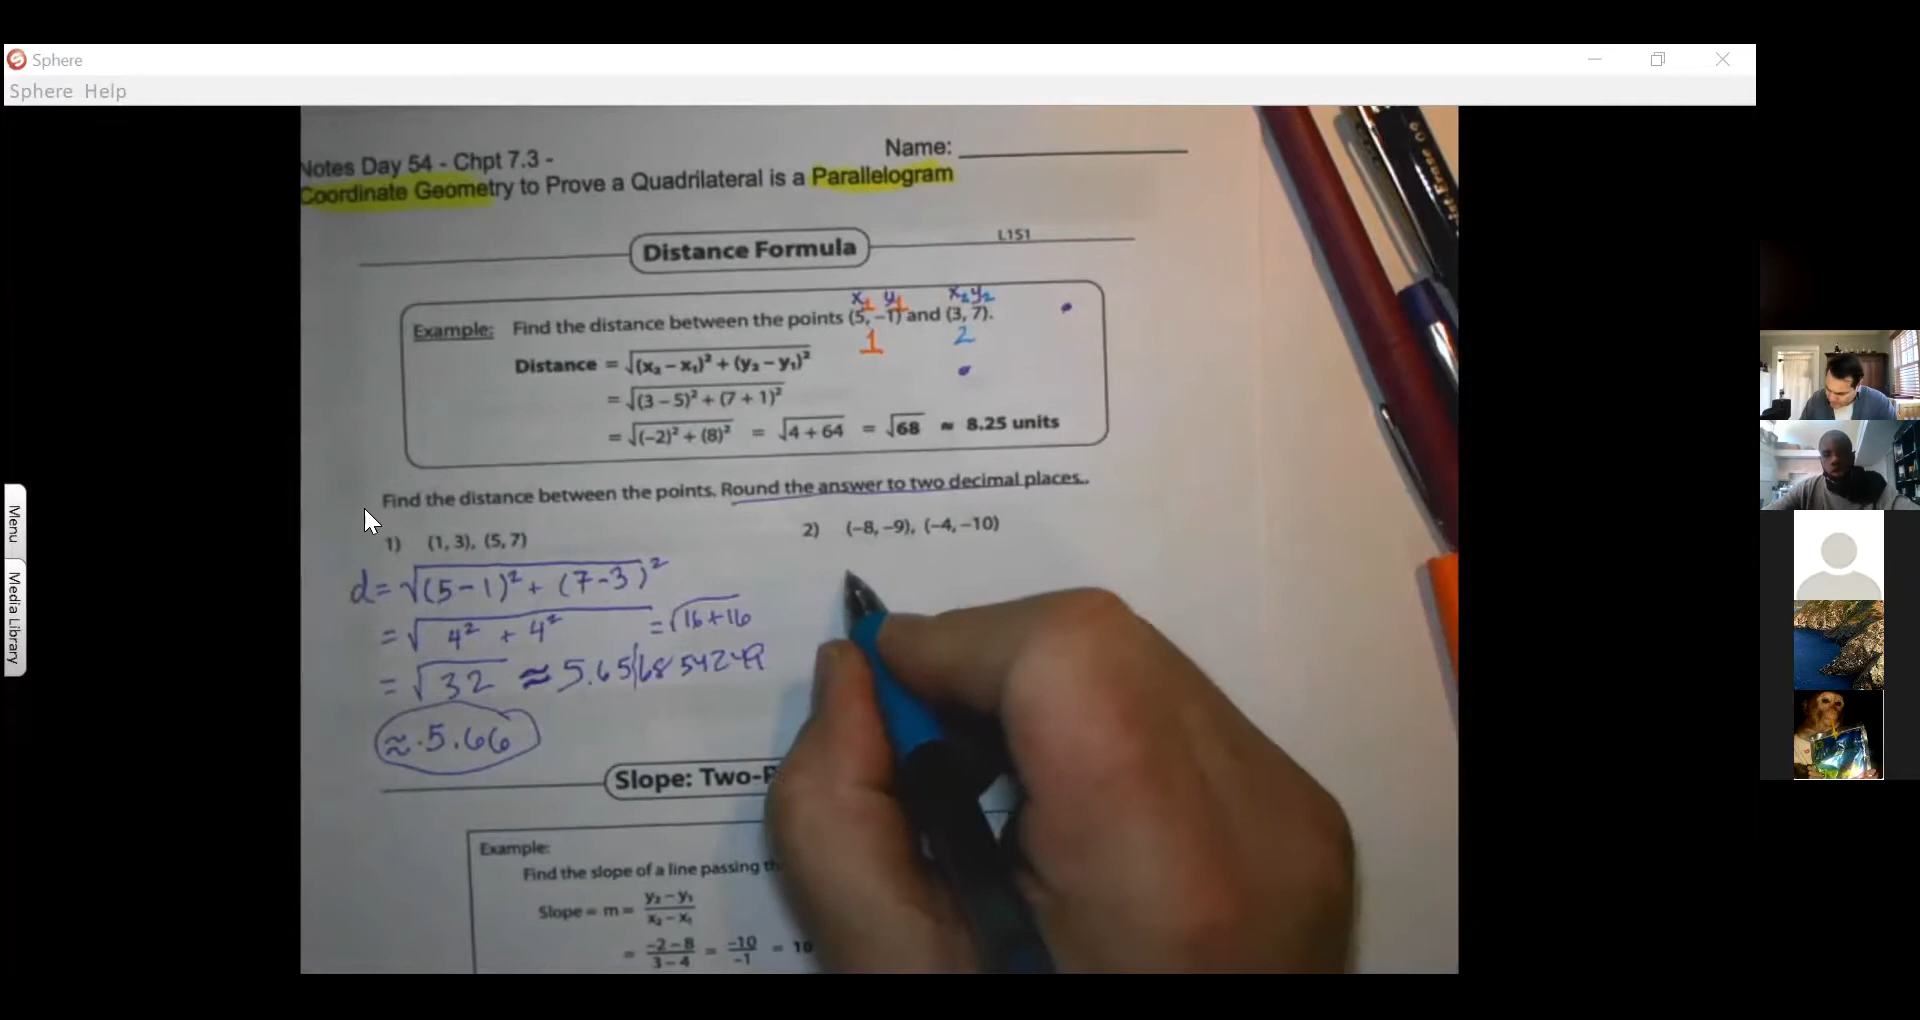 Sphere
Sphere Help
Menu
Media Library
Notes Day 54 - Chpt 7.3 -
Name:
Coordinate Geometry to Prove a Quadrilateral is a Parallelogram
Distance Formula
L151
x₁ y₁ x₂ y₂
Example: Find the distance between the points (5, −1) and (3, 7).
1 2
Distance = √(x₂ − x₁)² + (y₂ − y₁)²
= √(3 − 5)² + (7 + 1)²
= √(−2)² + (8)² = √4 + 64 = √68 ≈ 8.25 units
Find the distance between the points. Round the answer to two decimal places..
1) (1, 3), (5, 7)
2) (−8, −9), (−4, −10)
d = √(5 − 1)² + (7 − 3)²
= √4² + 4² = √16 + 16
= √32 ≈ 5.65|6854249
≈ 5.66
Slope: Two-P
Example:
Find the slope of a line passing th
Slope = m = y₂ − y₁
x₂ − x₁
= −2 − 8 = −10 = 10
3 − 4 −1